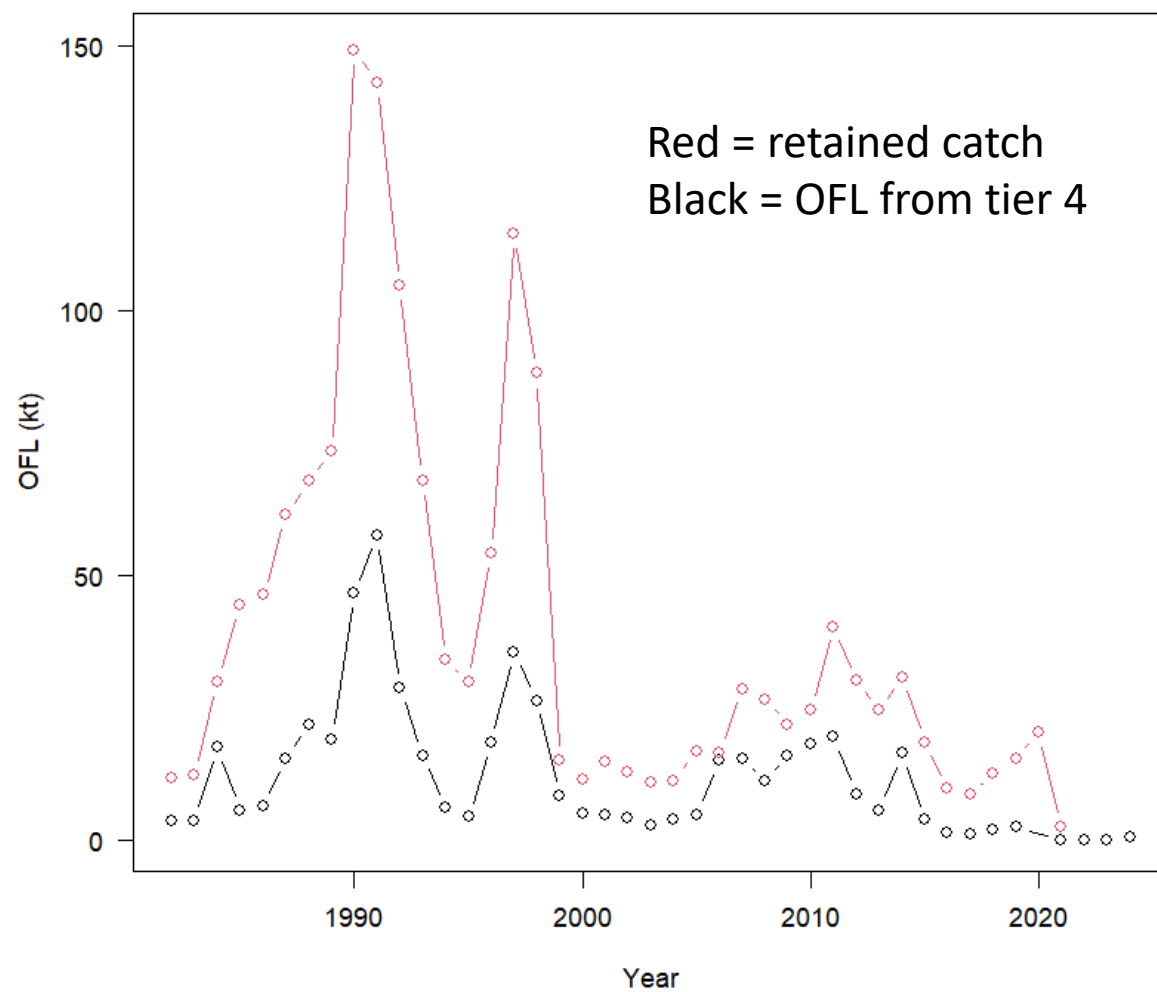 150
100
50
0
OFL (kt)
Red = retained catch
Black = OFL from tier 4
1990
2000
2010
2020
Year